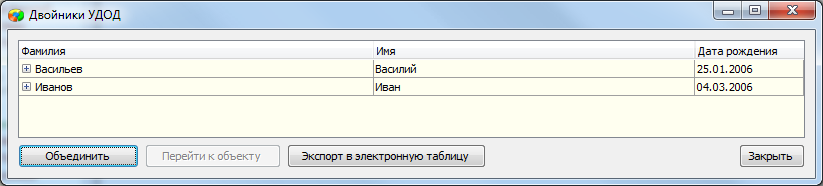 Двойники УДОД
Фамилия Имя Дата рождения
Васильев Василий 25.01.2006
Иванов Иван 04.03.2006
Объединить Перейти к объекту Экспорт в электронную таблицу Закрыть